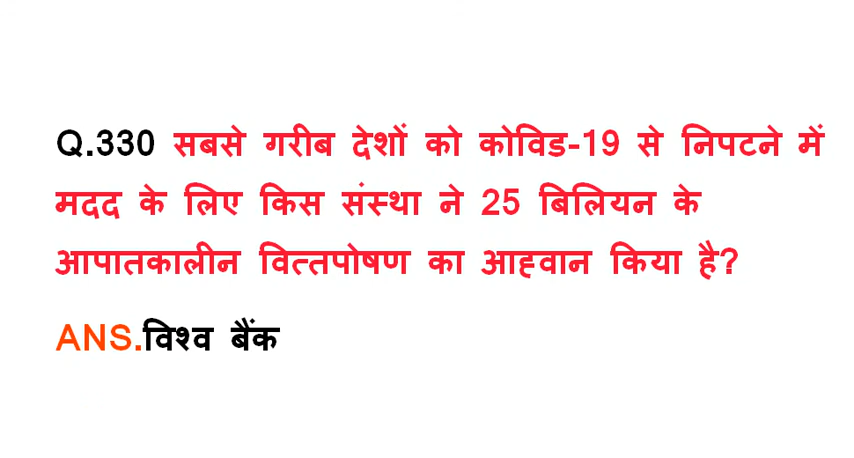 Q.330 सबसे गरीब देशों को कोविड-19 से निपटने में
मदद के लिए किस संस्था ने 25 बिलियन के
आपातकालीन वित्तपोषण का आह्वान किया है?
ANS.विश्व बैंक